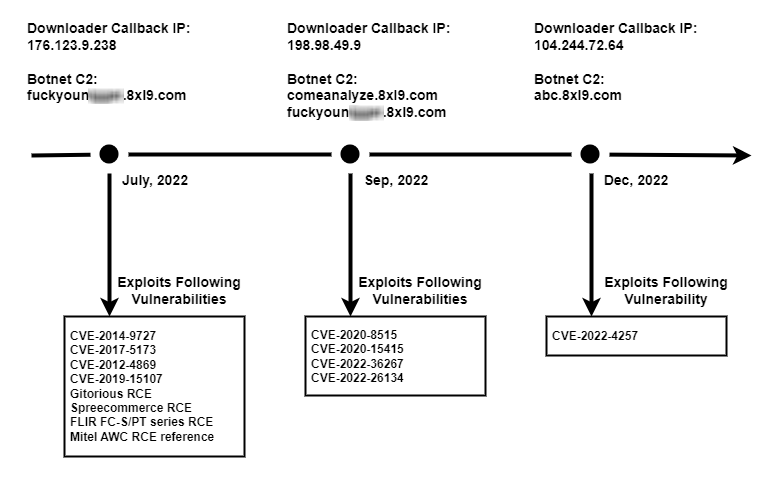 Downloader Callback IP:
176.123.9.238
Botnet C2:
fuckyoun .8xl9.com
Downloader Callback IP:
198.98.49.9
Botnet C2:
comeanalyze.8xl9.com
fuckyoun .8xl9.com
Downloader Callback IP:
104.244.72.64
Botnet C2:
abc.8xl9.com
July, 2022
Sep, 2022
Dec, 2022
Exploits Following
Vulnerabilities
CVE-2014-9727
CVE-2017-5173
CVE-2012-4869
CVE-2019-15107
Gitorious RCE
Spreecommerce RCE
FLIR FC-S/PT series RCE
Mitel AWC RCE reference
Exploits Following
Vulnerabilities
CVE-2020-8515
CVE-2020-15415
CVE-2022-36267
CVE-2022-26134
Exploits Following
Vulnerability
CVE-2022-4257